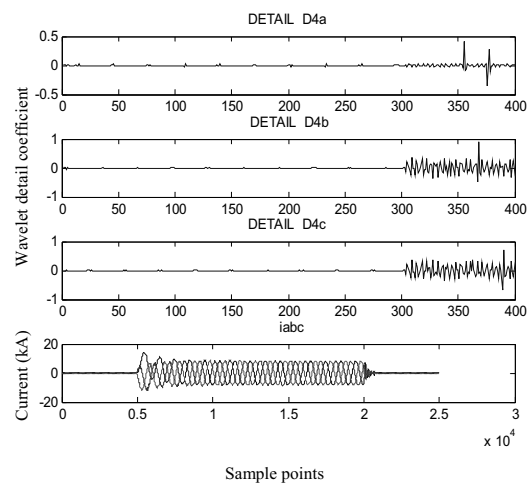 DETAIL D4a
0.5
0
-0.5
0 50 100 150 200 250 300 350 400
DETAIL D4b
1
0
-1
0 50 100 150 200 250 300 350 400
DETAIL D4c
1
0
-1
0 50 100 150 200 250 300 350 400
Wavelet detail coefficient
iabc
20
0
-20
0 0.5 1 1.5 2 2.5 3
x 10⁴
Current (kA)
Sample points